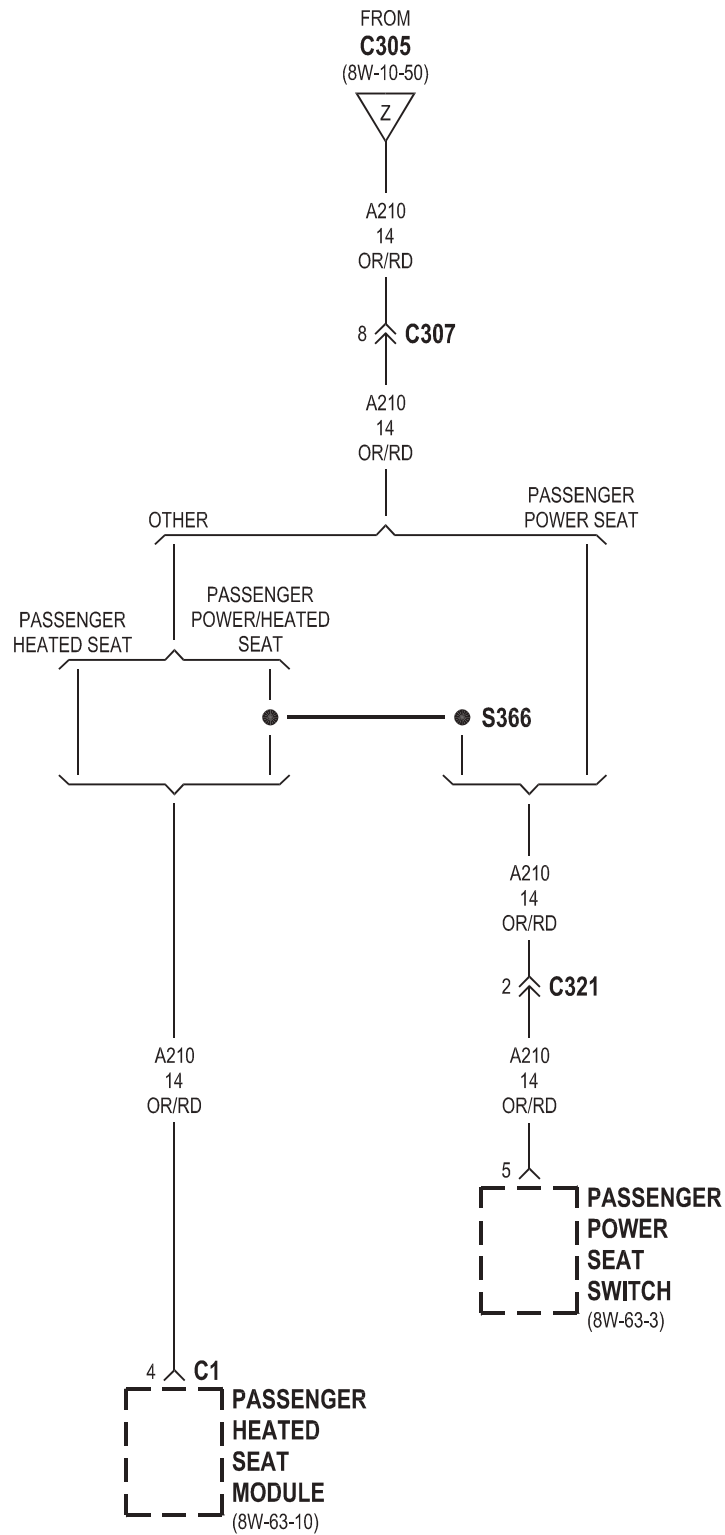 FROM
C305
(8W-10-50)
Z
A210
14
OR/RD
8 C307
A210
14
OR/RD
OTHER
PASSENGER
POWER SEAT
PASSENGER
HEATED SEAT
PASSENGER
POWER/HEATED
SEAT
S366
A210
14
OR/RD
2 C321
A210
14
OR/RD
A210
14
OR/RD
5
PASSENGER
POWER
SEAT
SWITCH
(8W-63-3)
4 C1
PASSENGER
HEATED
SEAT
MODULE
(8W-63-10)